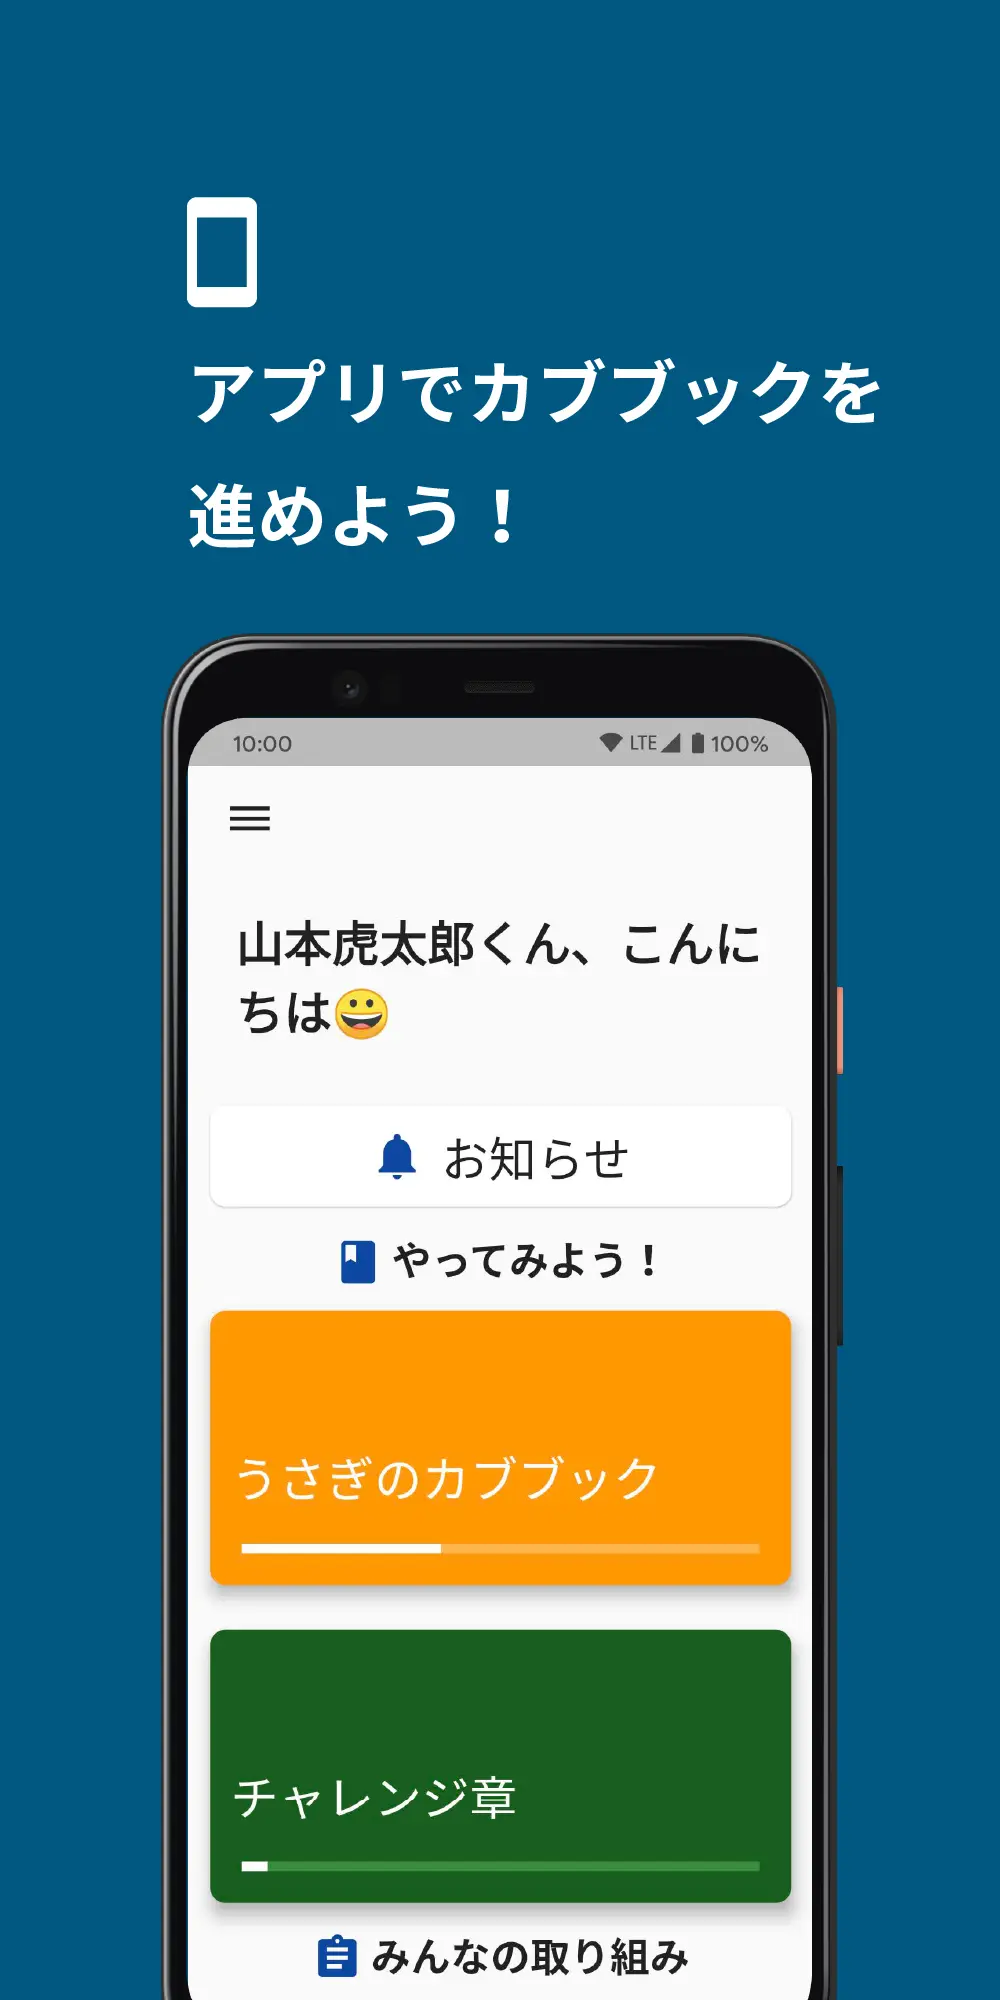 アプリでカブブックを
進めよう！
10:00 LTE 100%
山本虎太郎くん、こんに
ちは😀
お知らせ
やってみよう！
うさぎのカブブック
チャレンジ章
みんなの取り組み